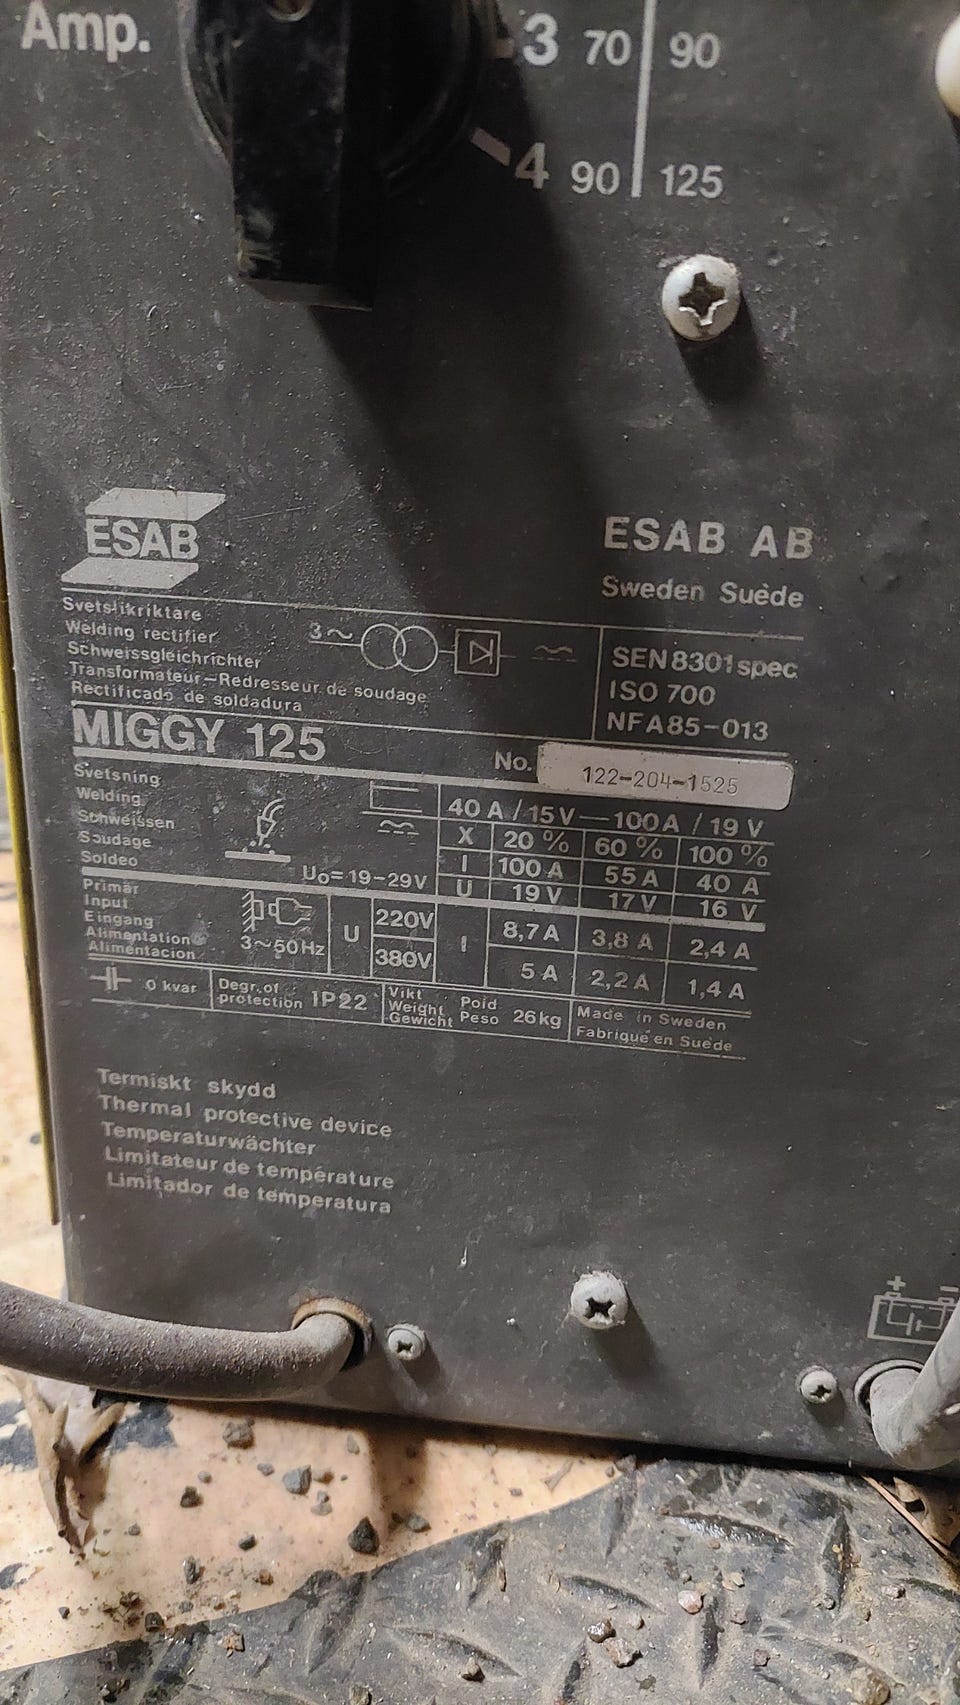 Amp.
3 70 90
4 90 125
ESAB
ESAB AB
Sweden Suède
Svetslikriktare
Welding rectifier
Schweissgleichrichter
Transformateur-Redresseur de soudage
Rectificado de soldadura
3~
SEN 8301 spec
ISO 700
NFA85-013
MIGGY 125
No. 122-204-1525
Svetsning
Welding
Schweissen
Soudage
Soldeo
U₀=19-29V
40 A / 15 V — 100 A / 19 V
X 20 % 60 % 100 %
I 100 A 55 A 40 A
U 19 V 17 V 16 V
Primär
Input
Eingang
Alimentation
Alimentacion
3~50Hz
U 220V I 8,7 A 3,8 A 2,4 A
380V 5 A 2,2 A 1,4 A
0 kvar
Degr. of
protection IP22
Vikt
Weight
Gewicht
Poid
Peso
26 kg
Made in Sweden
Fabrique en Suede
Termiskt skydd
Thermal protective device
Temperaturwächter
Limitateur de température
Limitador de temperatura
+ −